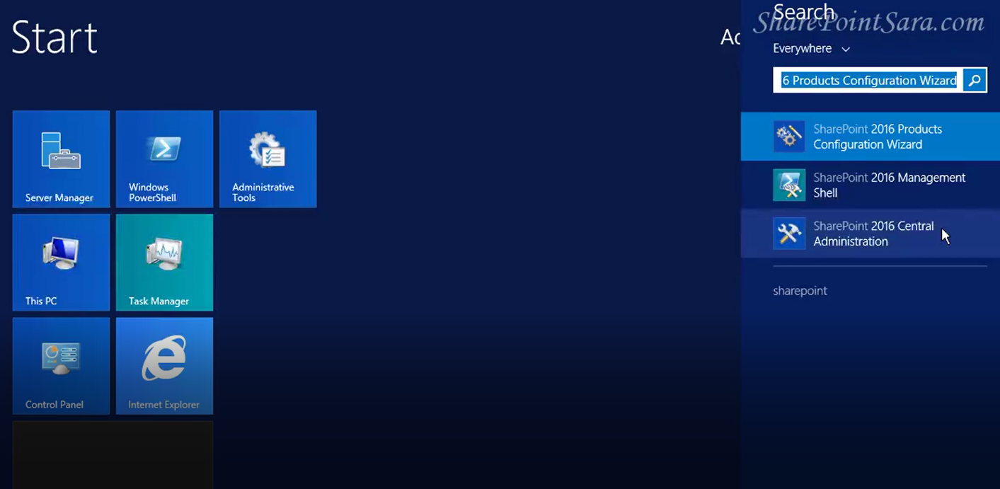 Start
Ad
Search
SharePointSara.com
Everywhere
6 Products Configuration Wizard
SharePoint 2016 Products
Configuration Wizard
SharePoint 2016 Management
Shell
SharePoint 2016 Central
Administration
sharepoint
Server Manager
Windows
PowerShell
Administrative
Tools
This PC
Task Manager
Control Panel
Internet Explorer